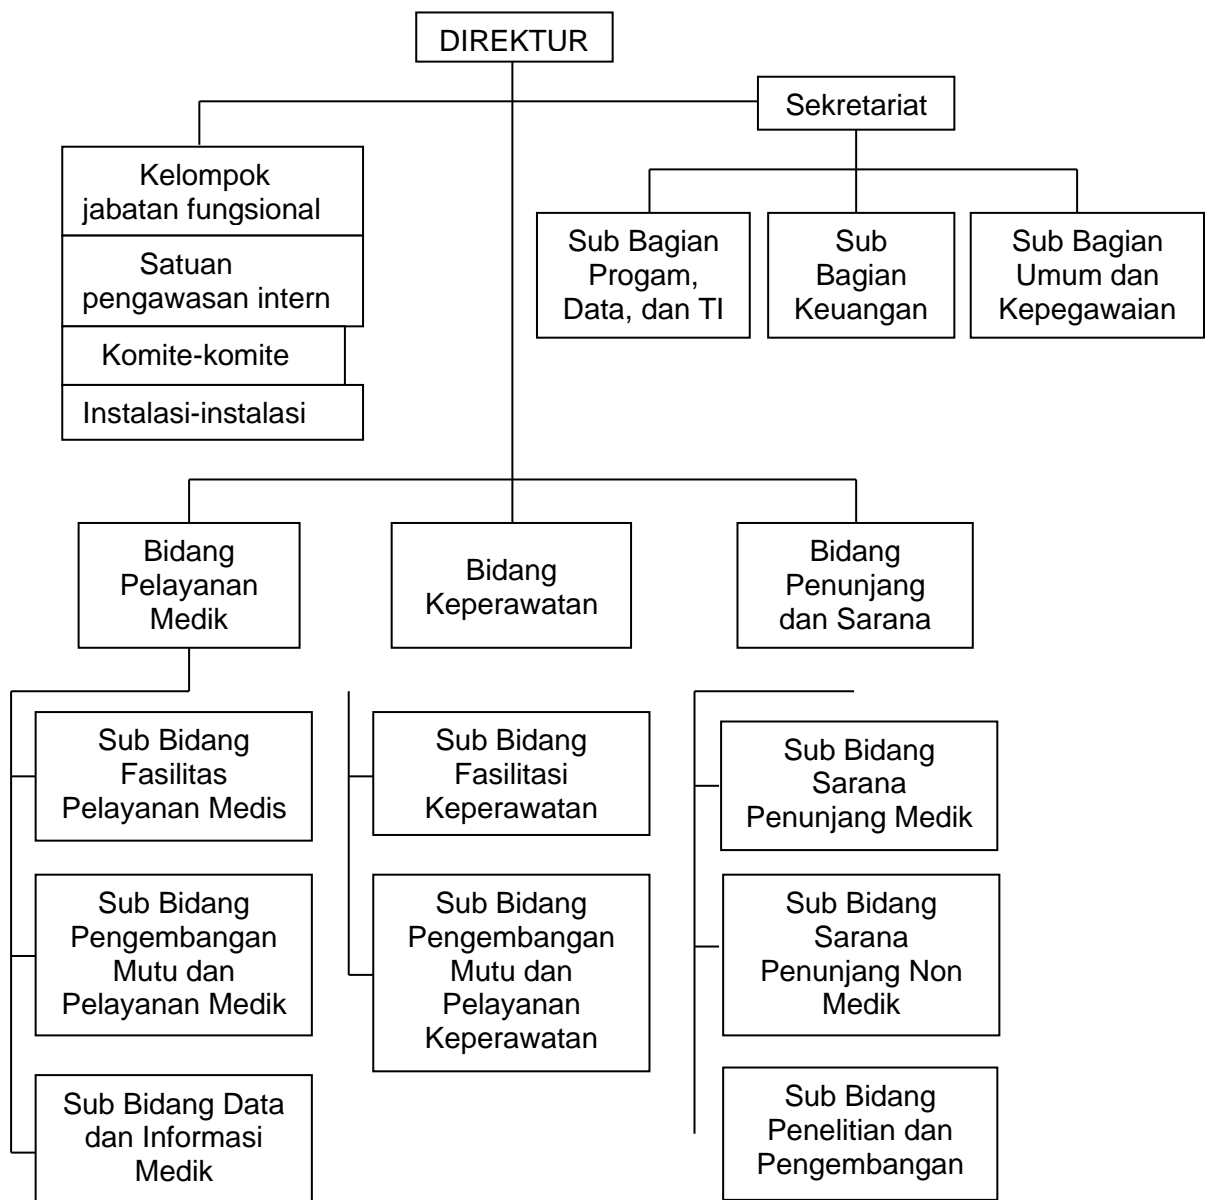 DIREKTUR
Sekretariat
Kelompok
jabatan fungsional
Satuan
pengawasan intern
Komite-komite
Instalasi-instalasi
Sub Bagian
Progam,
Data, dan TI
Sub
Bagian
Keuangan
Sub Bagian
Umum dan
Kepegawaian
Bidang
Pelayanan
Medik
Bidang
Keperawatan
Bidang
Penunjang
dan Sarana
Sub Bidang
Fasilitas
Pelayanan Medis
Sub Bidang
Pengembangan
Mutu dan
Pelayanan Medik
Sub Bidang Data
dan Informasi
Medik
Sub Bidang
Fasilitasi
Keperawatan
Sub Bidang
Pengembangan
Mutu dan
Pelayanan
Keperawatan
Sub Bidang
Sarana
Penunjang Medik
Sub Bidang
Sarana
Penunjang Non
Medik
Sub Bidang
Penelitian dan
Pengembangan